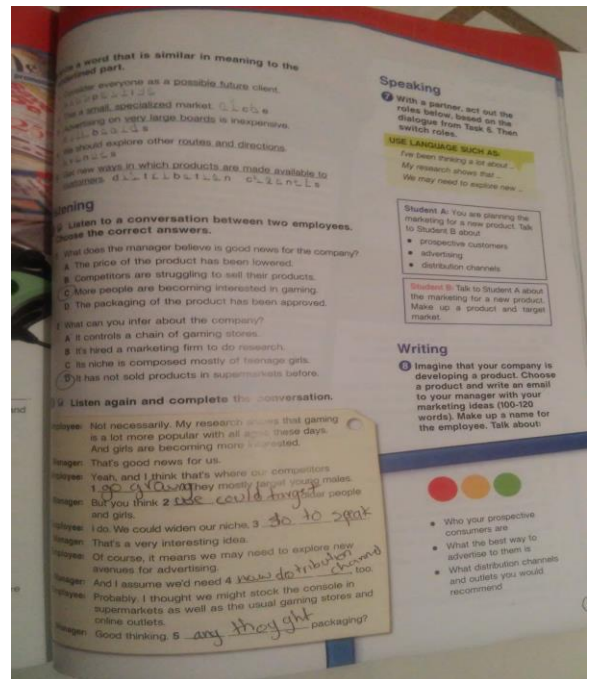 a word that is similar in meaning to the
part.
everyone as a possible future client.
a small, specialized market. n i c h e
Advertising on very large boards is inexpensive.
should explore other routes and directions.
new ways in which products are made available to
customers.
Listen to a conversation between two employees.
Choose the correct answers.
What does the manager believe is good news for the company?
A The price of the product has been lowered.
B Competitors are struggling to sell their products.
C More people are becoming interested in gaming.
D The packaging of the product has been approved.
What can you infer about the company?
A It controls a chain of gaming stores.
B It's hired a marketing firm to do research.
C Its niche is composed mostly of teenage girls.
D It has not sold products in supermarkets before.
Listen again and complete the conversation.
Not necessarily. My research shows that gaming
is a lot more popular with all ages these days.
And girls are becoming more interested.
Manager: That's good news for us.
Yeah, and I think that's where our competitors
1 go they mostly target young males.
But you think 2 we could target older people
and girls.
I do. We could widen our niche, 3 so to speak
Manager: That's a very interesting idea.
Of course, it means we may need to explore new
avenues for advertising.
And I assume we'd need 4 new distribution
channel too.
Probably. I thought we might stock the console in
supermarkets as well as the usual gaming stores and
online outlets.
Good thinking. 5 any thoght packaging?
Speaking
7 With a partner, act out the
roles below, based on the
dialogue from Task 6. Then
switch roles.
USE LANGUAGE SUCH AS:
I've been thinking a lot about ...
My research shows that ...
We may need to explore new ...
Student A: You are planning the
marketing for a new product. Talk
to Student B about
• prospective customers
• advertising
• distribution channels
Student B: Talk to Student A about
the marketing for a new product.
Make up a product and target
market.
Writing
8 Imagine that your company is
developing a product. Choose
a product and write an email
to your manager with your
marketing ideas (100-120
words). Make up a name for
the employee. Talk about:
• Who your prospective
consumers are
• What the best way to
advertise to them is
• What distribution channels
and outlets you would
recommend